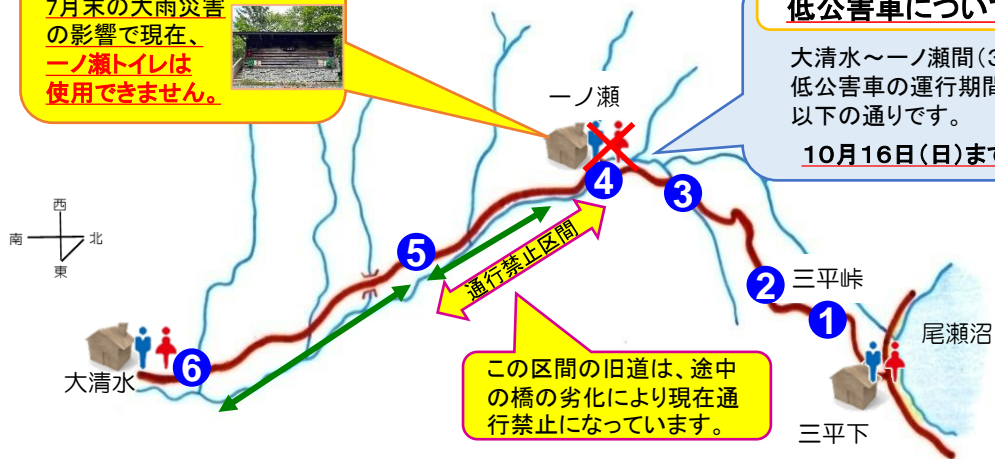 7月末の大雨災害
の影響で現在、
一ノ瀬トイレは
使用できません。
低公害車につい
大清水～一ノ瀬間(3
低公害車の運行期間
以下の通りです。
10月16日(日)まで
一ノ瀬
4
3
西
南
北
東
5
通行禁止区間
2
三平峠
1
尾瀬沼
6
大清水
この区間の旧道は、途中
の橋の劣化により現在通
行禁止になっています。
三平下